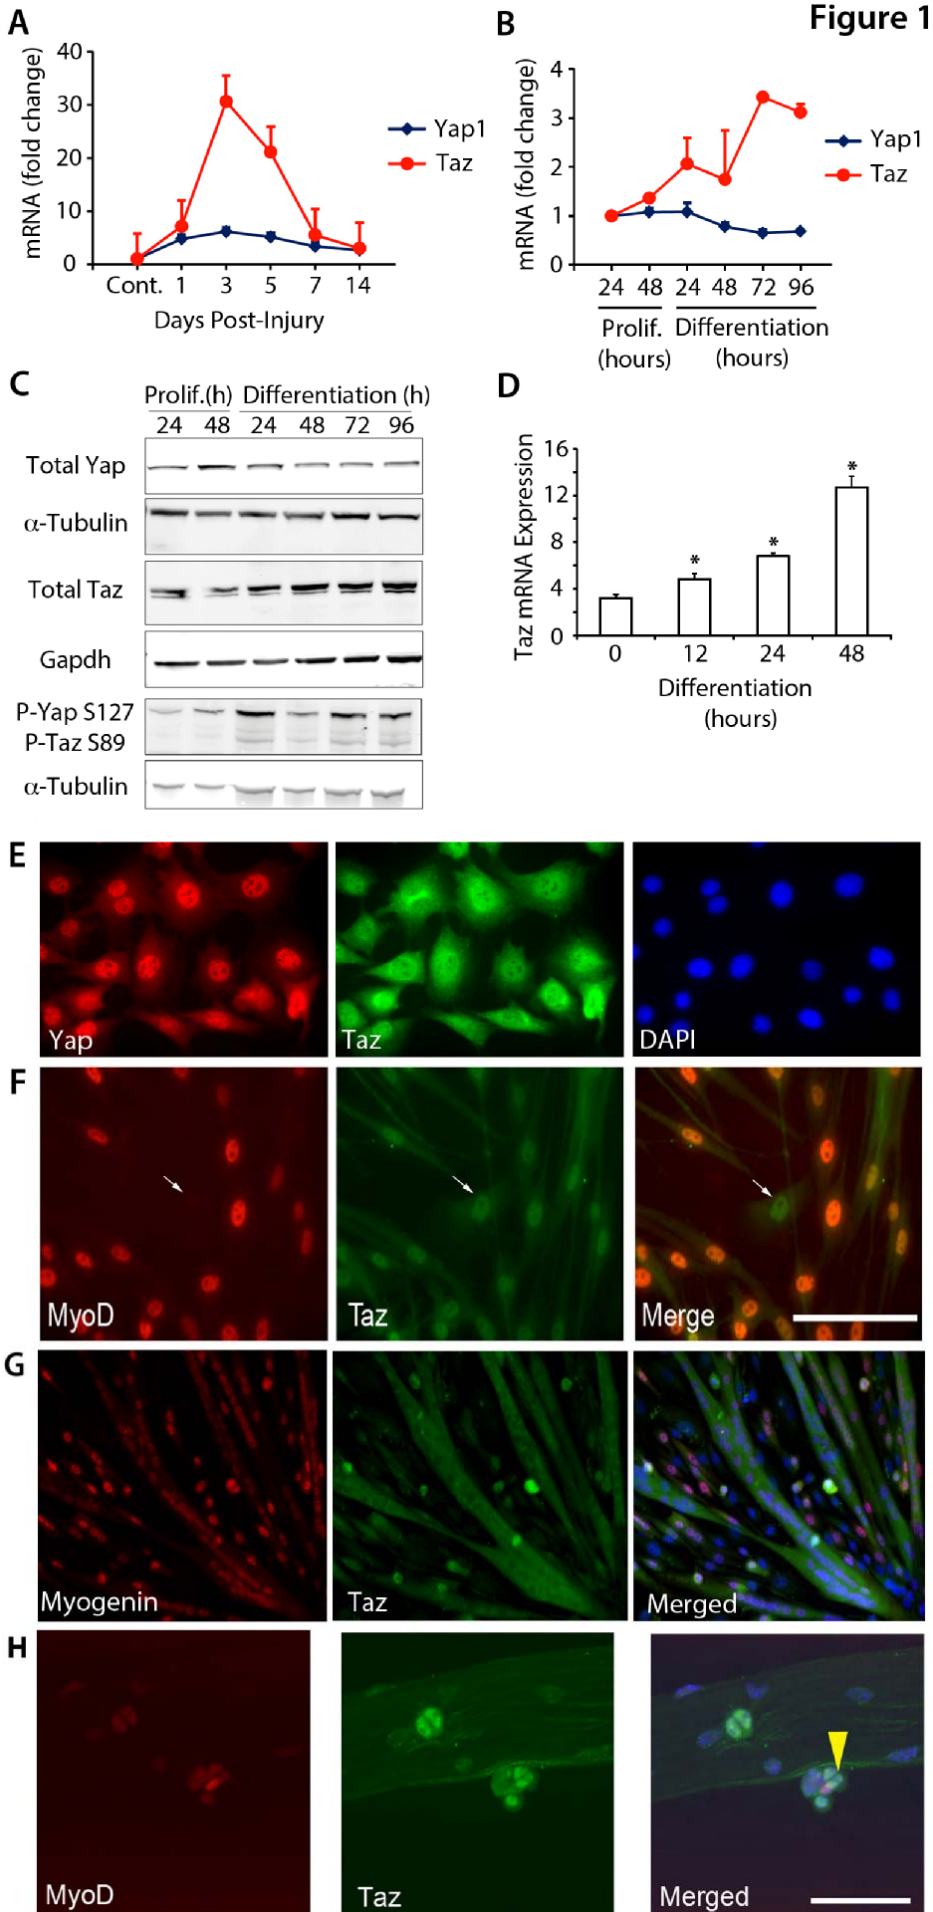 Figure 1
A
mRNA (fold change)
40
30
20
10
0
Cont. 1 3 5 7 14
Days Post-Injury
Yap1
Taz
B
mRNA (fold change)
4
3
2
1
0
24 48 24 48 72 96
Prolif. Differentiation
(hours) (hours)
Yap1
Taz
C
Prolif.(h) Differentiation (h)
24 48 24 48 72 96
Total Yap
α-Tubulin
Total Taz
Gapdh
P-Yap S127
P-Taz S89
α-Tubulin
D
Taz mRNA Expression
16
12
8
4
0
* * *
0 12 24 48
Differentiation
(hours)
E
Yap Taz DAPI
F
MyoD Taz Merge
G
Myogenin Taz Merged
H
MyoD Taz Merged